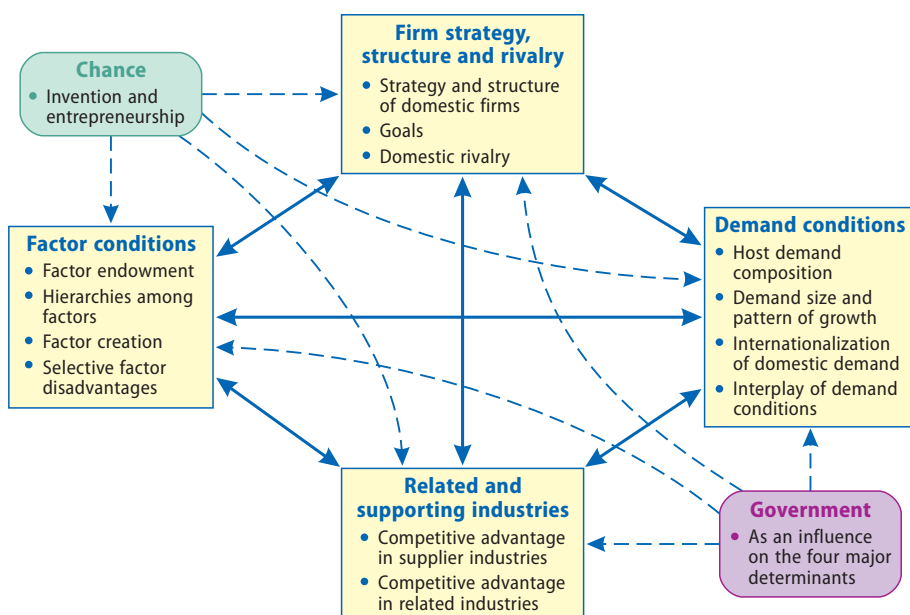 Firm strategy,
structure and rivalry
• Strategy and structure
of domestic firms
• Goals
• Domestic rivalry
Chance
• Invention and
entrepreneurship
Factor conditions
• Factor endowment
• Hierarchies among
factors
• Factor creation
• Selective factor
disadvantages
Demand conditions
• Host demand
composition
• Demand size and
pattern of growth
• Internationalization
of domestic demand
• Interplay of demand
conditions
Related and
supporting industries
• Competitive advantage
in supplier industries
• Competitive advantage
in related industries
Government
• As an influence
on the four major
determinants